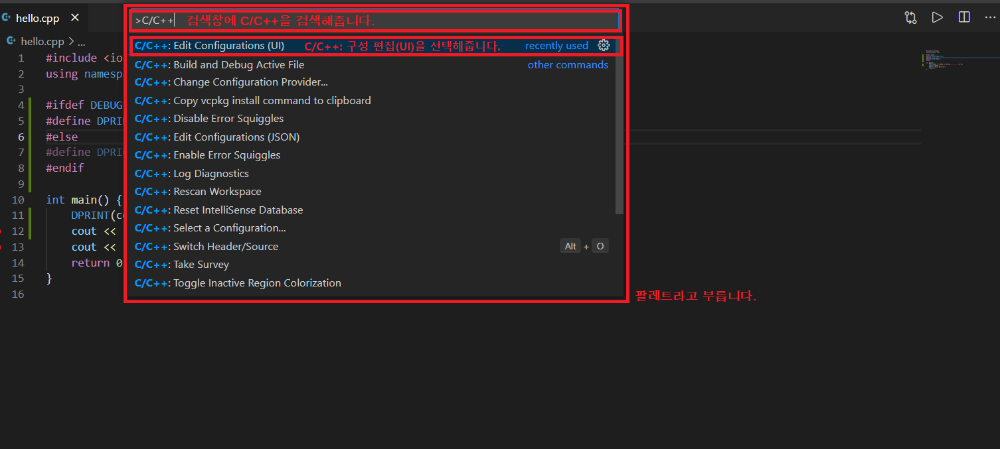 hello.cpp
>C/C++ 검색창에 C/C++을 검색해줍니다.
hello.cpp > ...
C/C++: Edit Configurations (UI) C/C++: 구성 편집(UI)을 선택해줍니다. recently used
C/C++: Build and Debug Active File other commands
C/C++: Change Configuration Provider...
C/C++: Copy vcpkg install command to clipboard
C/C++: Disable Error Squiggles
C/C++: Edit Configurations (JSON)
C/C++: Enable Error Squiggles
C/C++: Log Diagnostics
C/C++: Rescan Workspace
C/C++: Reset IntelliSense Database
C/C++: Select a Configuration...
C/C++: Switch Header/Source Alt + O
C/C++: Take Survey
C/C++: Toggle Inactive Region Colorization
팔레트라고 부릅니다.
1 #include <io
2 using namesp
3
4 #ifdef DEBUG
5 #define DPRI
6 #else
7 #define DPRI
8 #endif
9
10 int main() {
11 DPRINT(c
12 cout <<
13 cout <<
14 return 0
15 }
16